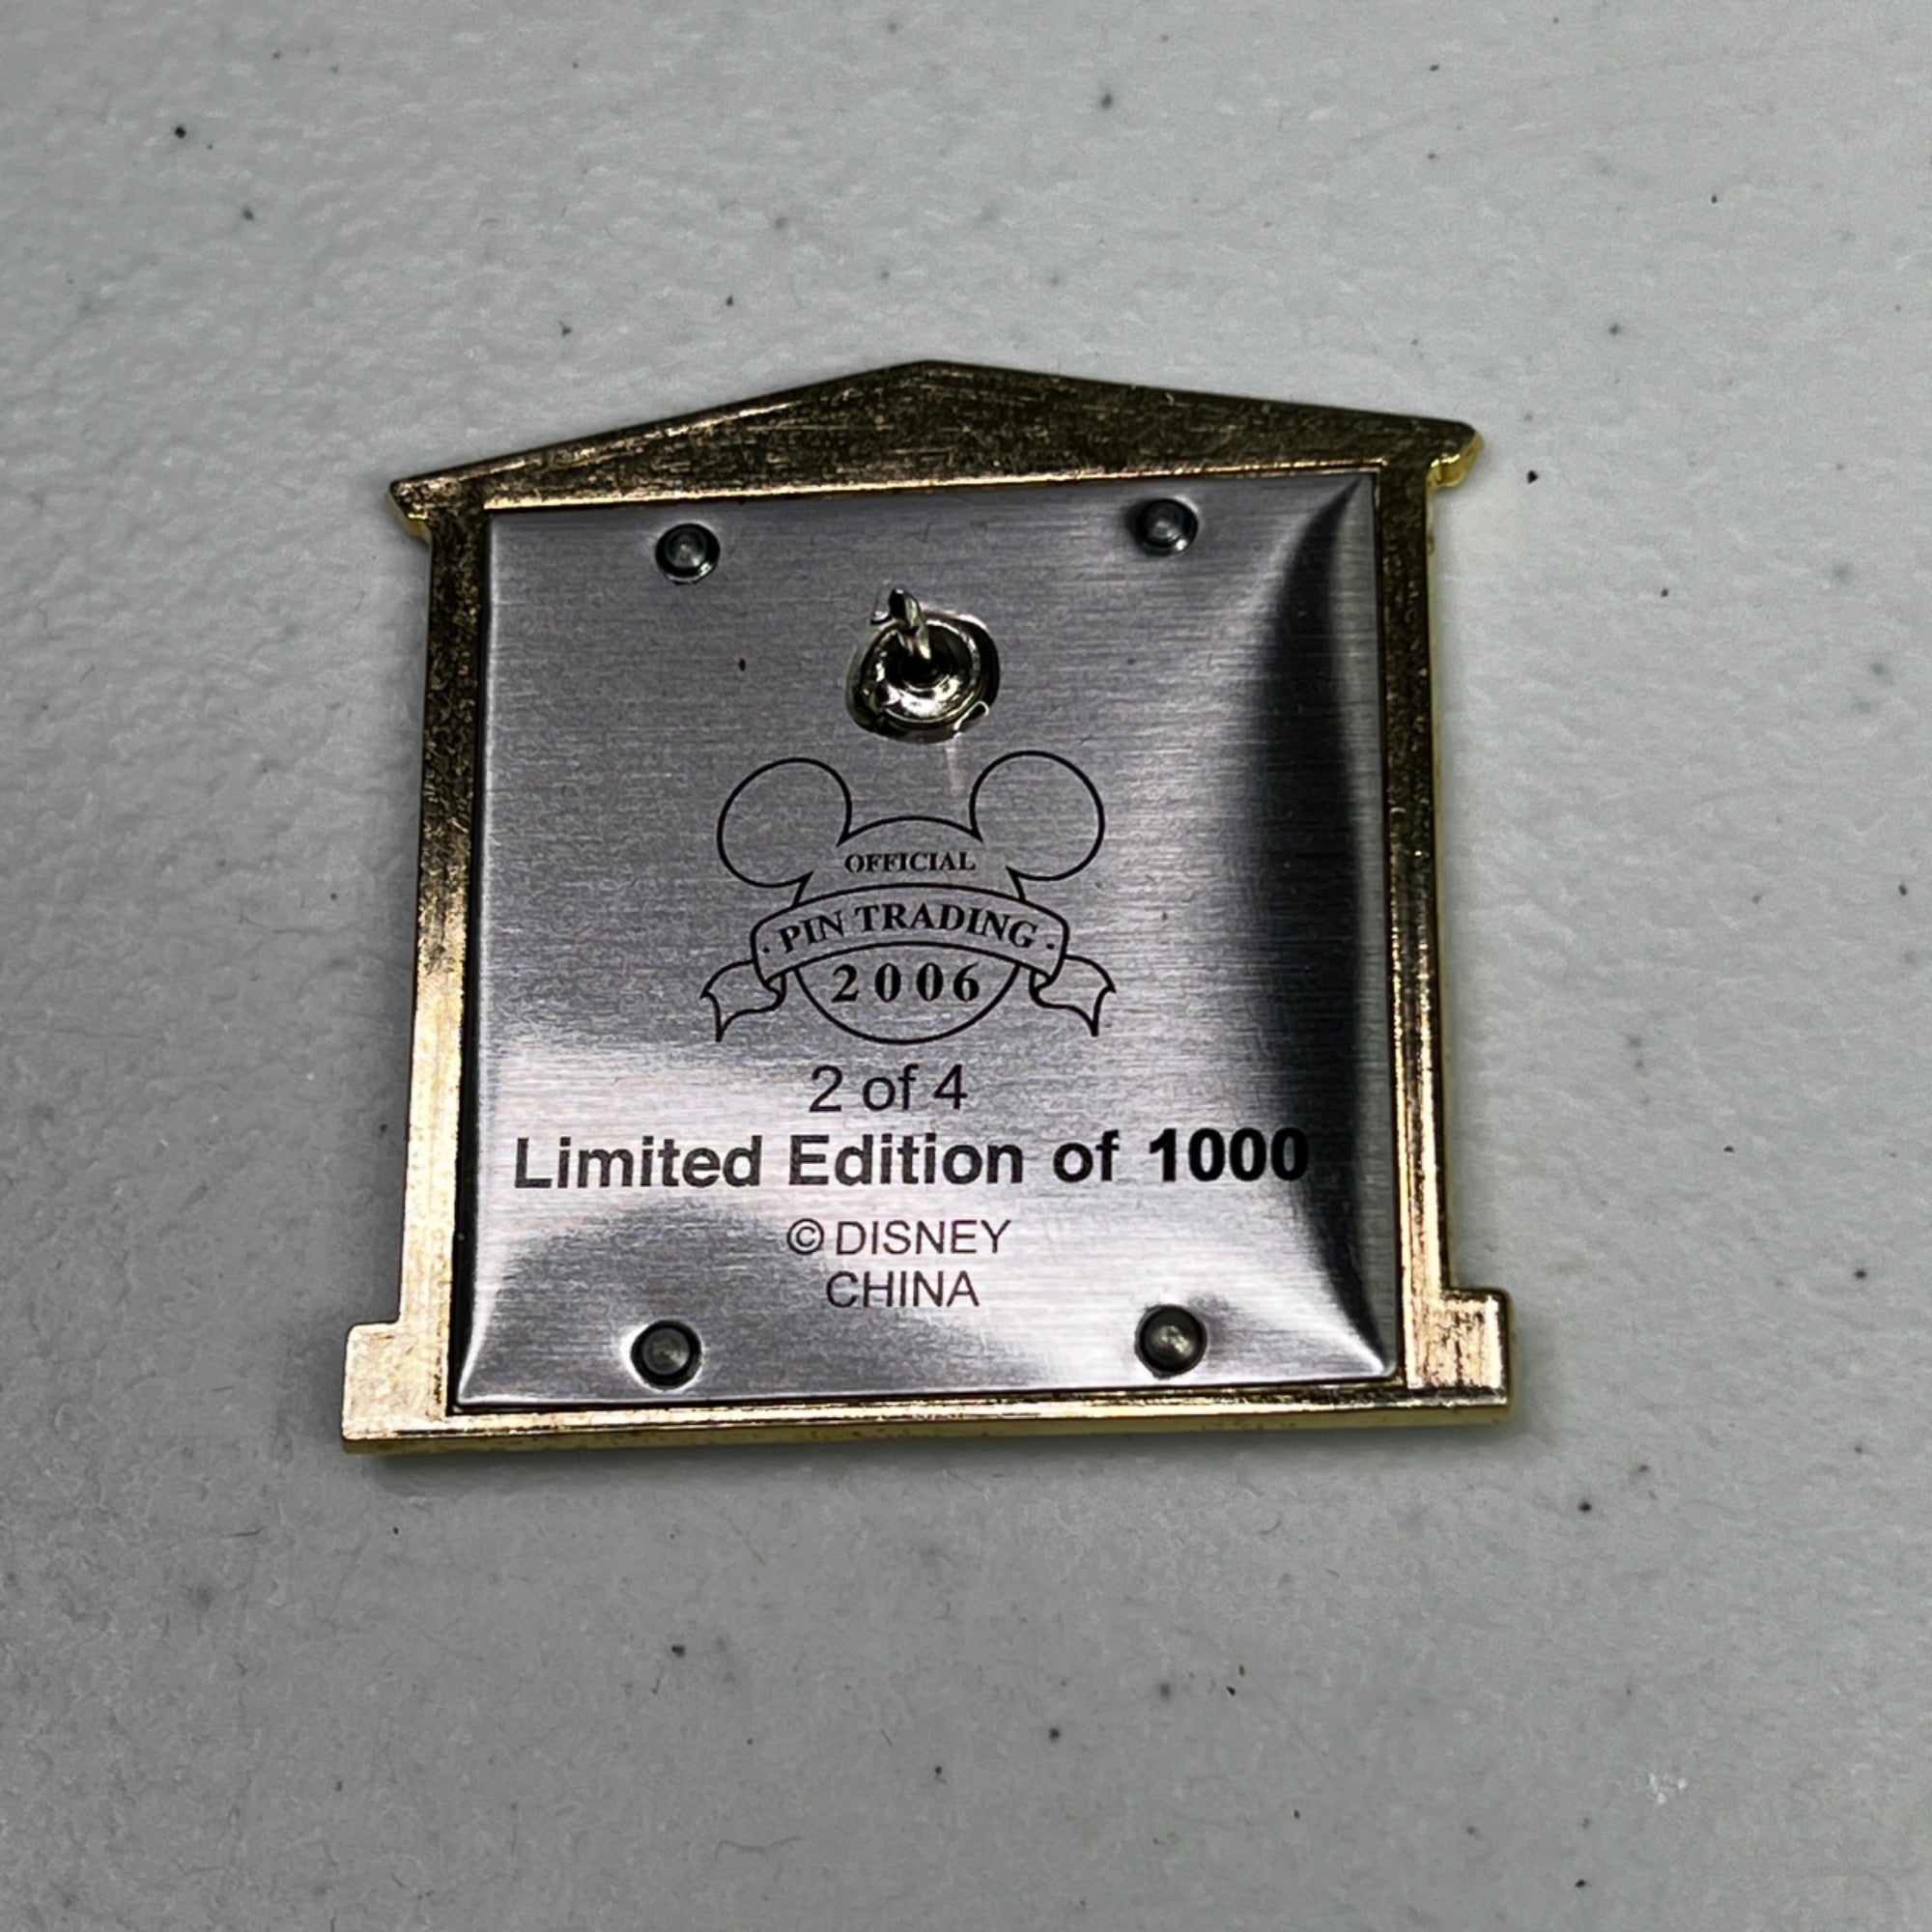 OFFICIAL
· PIN TRADING ·
2006
2 of 4
Limited Edition of 1000
© DISNEY
CHINA